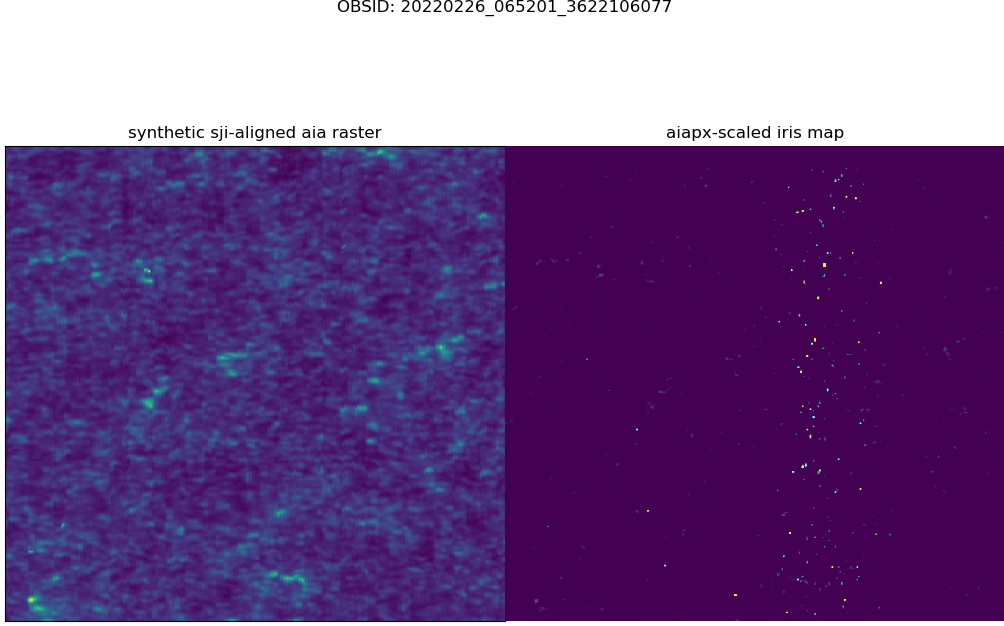 OBSID: 20220226_065201_3622106077
synthetic sji-aligned aia raster
aiapx-scaled iris map